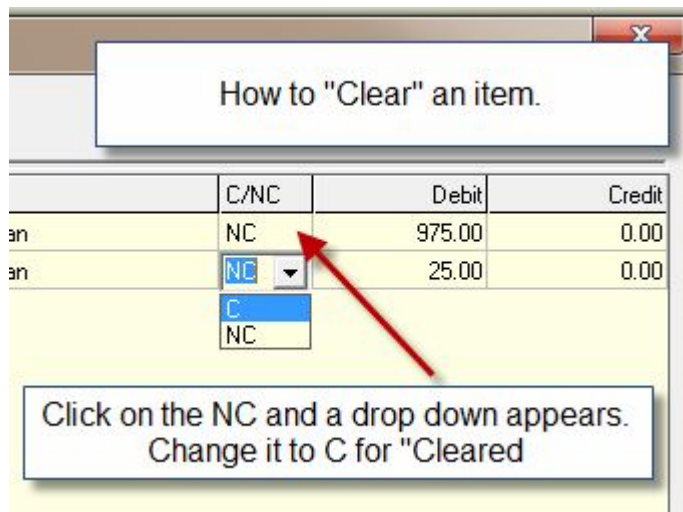 X
How to "Clear" an item.
C/NC Debit Credit
an NC 975.00 0.00
an NC 25.00 0.00
C
NC
Click on the NC and a drop down appears.
Change it to C for "Cleared